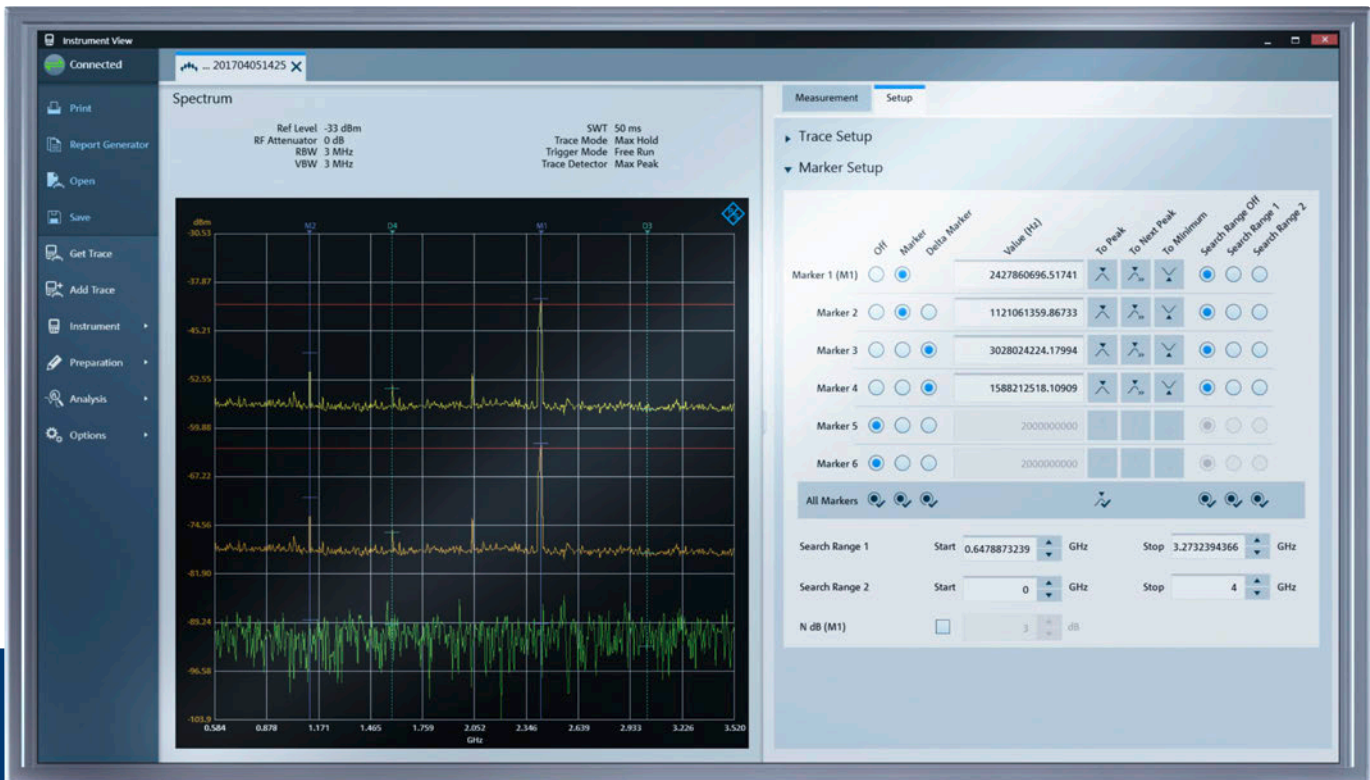 Instrument View
Connected
... 201704051425
Print
Report Generator
Open
Save
Get Trace
Add Trace
Instrument
Preparation
Analysis
Options
Spectrum
Ref Level -33 dBm
RF Attenuator 0 dB
RBW 3 MHz
VBW 3 MHz
SWT 50 ms
Trace Mode Max Hold
Trigger Mode Free Run
Trace Detector Max Peak
dBm
M2 D4 M1 D3
-30.53
-37.87
-45.21
-52.55
-59.88
-67.22
-74.56
-81.90
-89.24
-96.58
-103.9
0.584 0.878 1.171 1.465 1.759 2.052 2.346 2.639 2.933 3.226 3.520
GHz
Measurement Setup
Trace Setup
Marker Setup
Off Marker Delta Marker Value (Hz) To Peak To Next Peak To Minimum Search Range Off Search Range 1 Search Range 2
Marker 1 (M1) 2427860696.51741
Marker 2 1121061359.86733
Marker 3 3028024224.17994
Marker 4 1588212518.10909
Marker 5 2000000000
Marker 6 2000000000
All Markers
Search Range 1 Start 0.6478873239 GHz Stop 3.2732394366 GHz
Search Range 2 Start 0 GHz Stop 4 GHz
N dB (M1) 3 dB